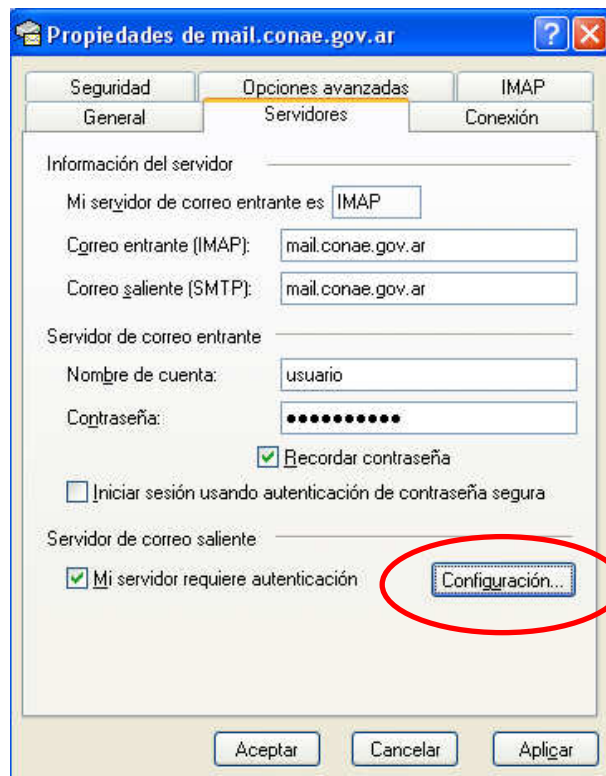 Propiedades de mail.conae.gov.ar
Seguridad Opciones avanzadas IMAP
General Servidores Conexión
Información del servidor
Mi servidor de correo entrante es IMAP
Correo entrante (IMAP): mail.conae.gov.ar
Correo saliente (SMTP): mail.conae.gov.ar
Servidor de correo entrante
Nombre de cuenta: usuario
Contraseña: ●●●●●●●●●●
Recordar contraseña
Iniciar sesión usando autenticación de contraseña segura
Servidor de correo saliente
Mi servidor requiere autenticación Configuración...
Aceptar Cancelar Aplicar